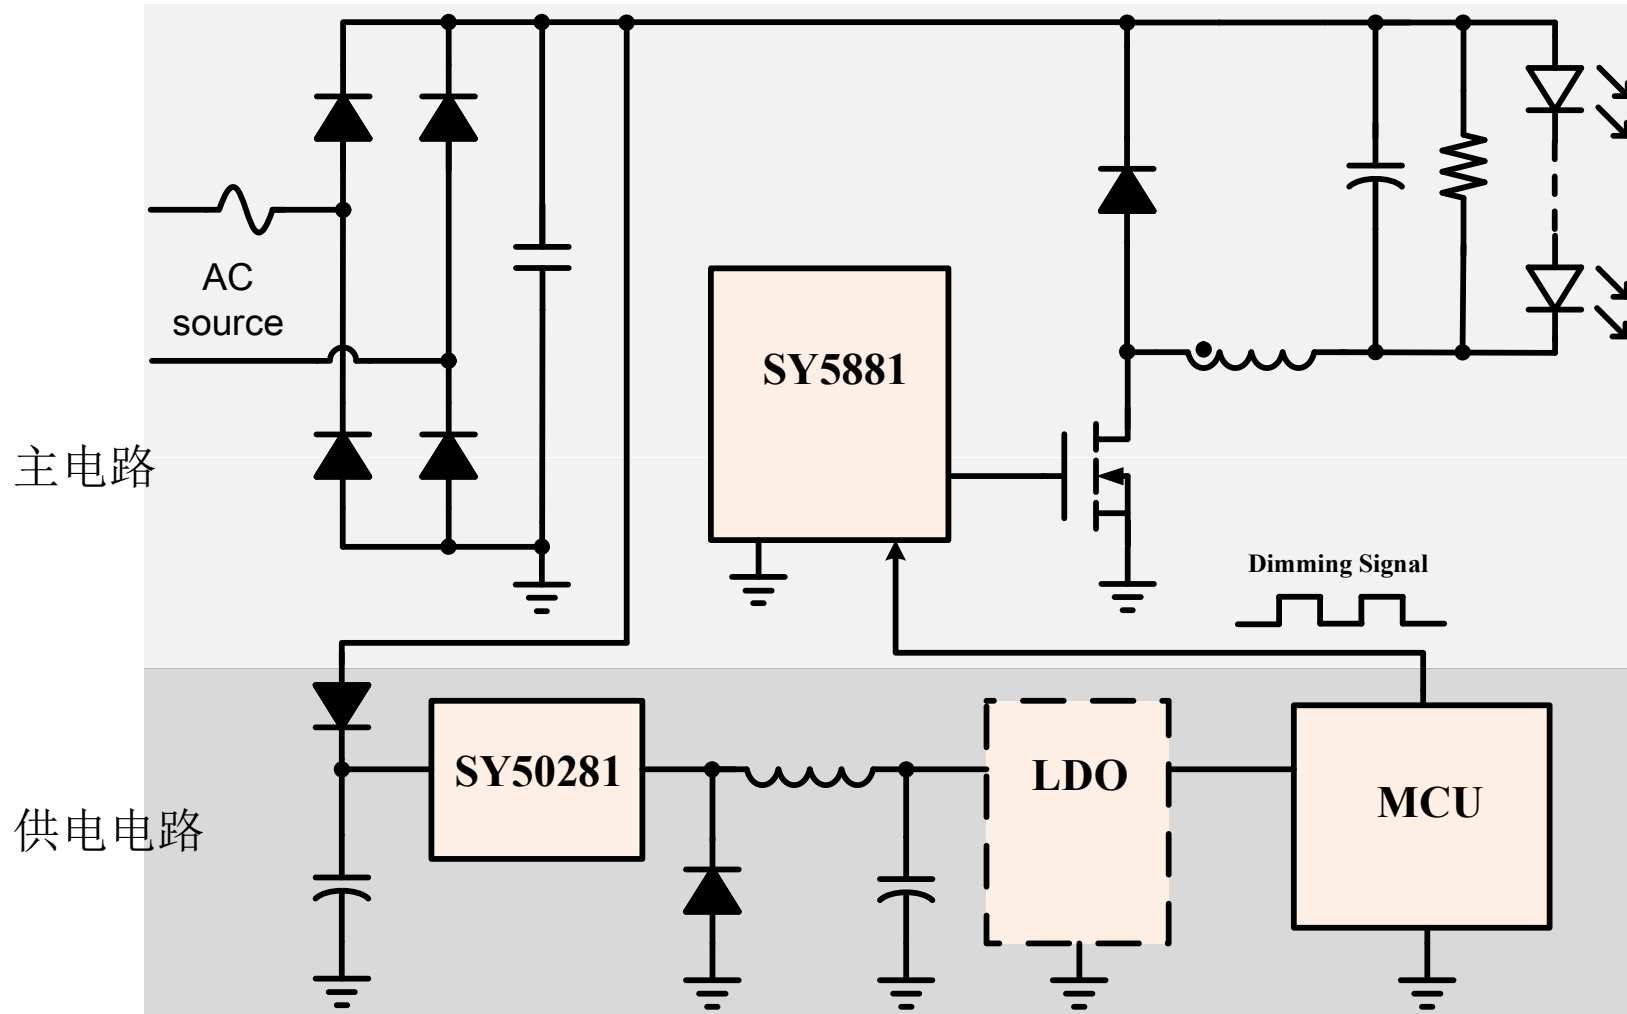 AC
source
SY5881
主电路
Dimming Signal
SY50281
LDO
MCU
供电电路